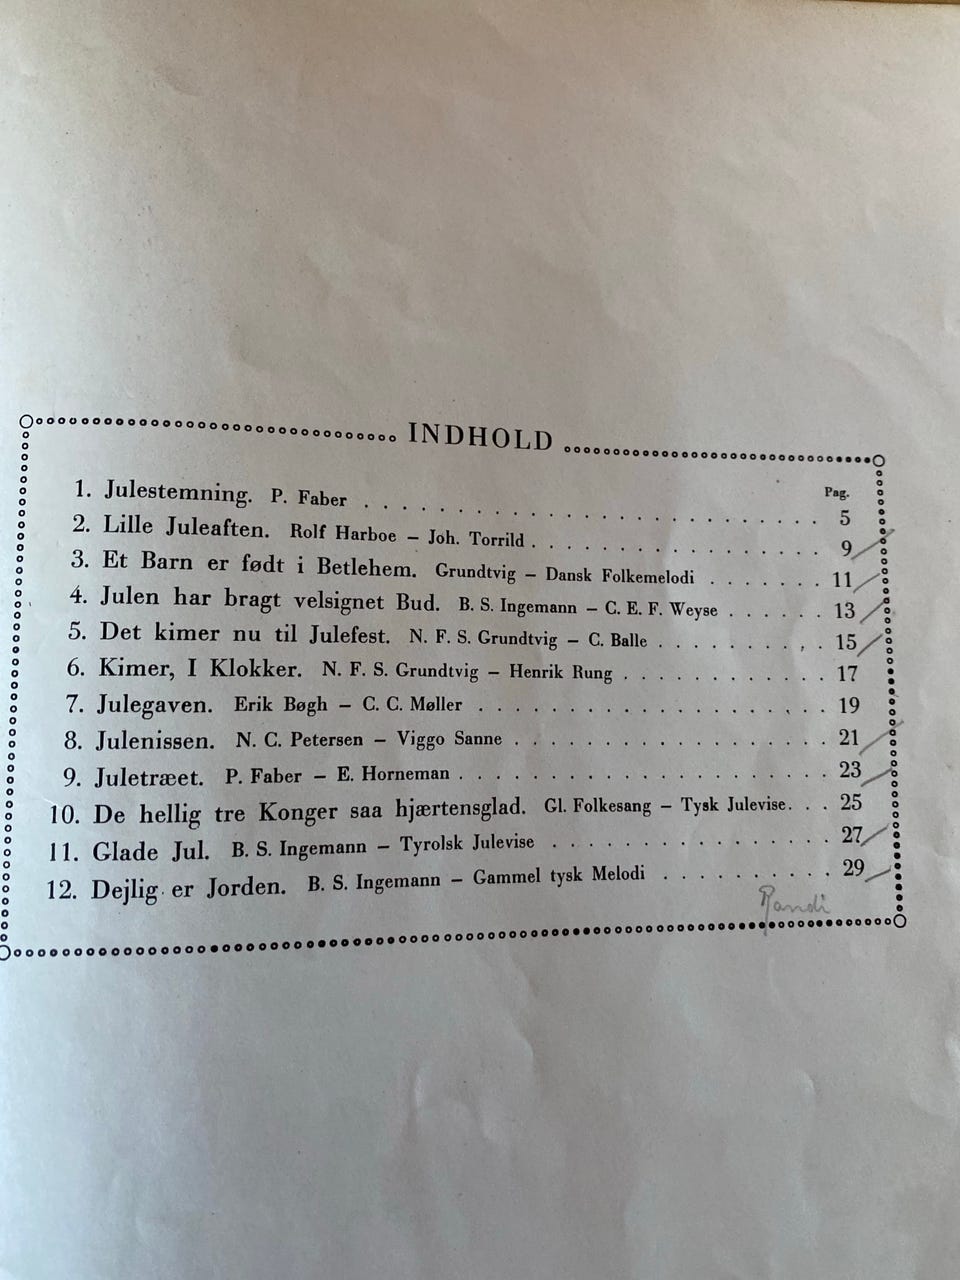 INDHOLD
Pag.
1. Julestemning. P. Faber . . . . . . . . . . . . . . . . . . . . . . . . 5
2. Lille Juleaften. Rolf Harboe – Joh. Torrild . . . . . . . . . . . . . . . 9
3. Et Barn er født i Betlehem. Grundtvig – Dansk Folkemelodi . . . . . . . 11
4. Julen har bragt velsignet Bud. B. S. Ingemann – C. E. F. Weyse . . . . . . 13
5. Det kimer nu til Julefest. N. F. S. Grundtvig – C. Balle . . . . . . . . . . 15
6. Kimer, I Klokker. N. F. S. Grundtvig – Henrik Rung . . . . . . . . . . . . 17
7. Julegaven. Erik Bøgh – C. C. Møller . . . . . . . . . . . . . . . . . . 19
8. Julenissen. N. C. Petersen – Viggo Sanne . . . . . . . . . . . . . . . . 21
9. Juletræet. P. Faber – E. Horneman . . . . . . . . . . . . . . . . . . . 23
10. De hellig tre Konger saa hjærtensglad. Gl. Folkesang – Tysk Julevise. . . 25
11. Glade Jul. B. S. Ingemann – Tyrolsk Julevise . . . . . . . . . . . . . . 27
12. Dejlig er Jorden. B. S. Ingemann – Gammel tysk Melodi . . . . . . . . . 29